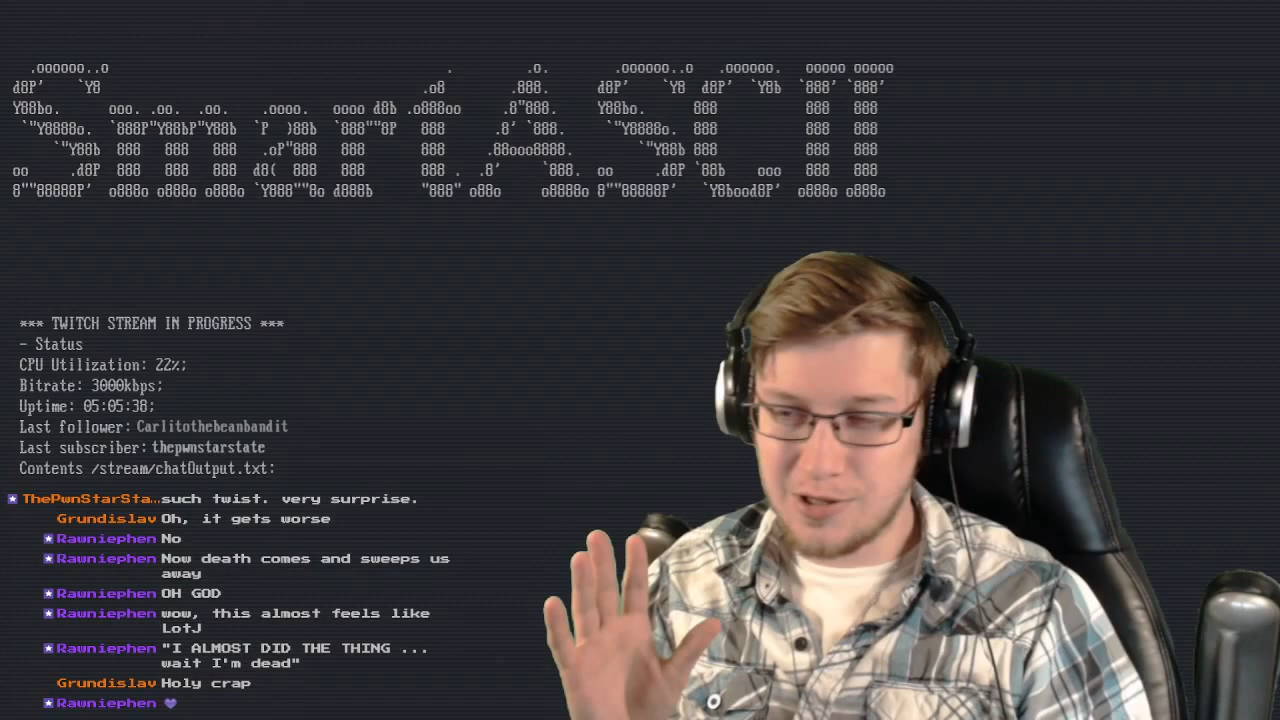 SmartASCII
*** TWITCH STREAM IN PROGRESS ***
- Status
CPU Utilization: 22%;
Bitrate: 3000kbps;
Uptime: 05:05:38;
Last follower: Carlitothebeanbandit
Last subscriber: thepwnstarstate
Contents /stream/chatOutput.txt:
ThePwnStarSta… such twist. very surprise.
Grundislav Oh, it gets worse
Rawniephen No
Rawniephen Now death comes and sweeps us
away
Rawniephen OH GOD
Rawniephen wow, this almost feels like
LotJ
Rawniephen "I ALMOST DID THE THING ...
wait I'm dead"
Grundislav Holy crap
Rawniephen 💜